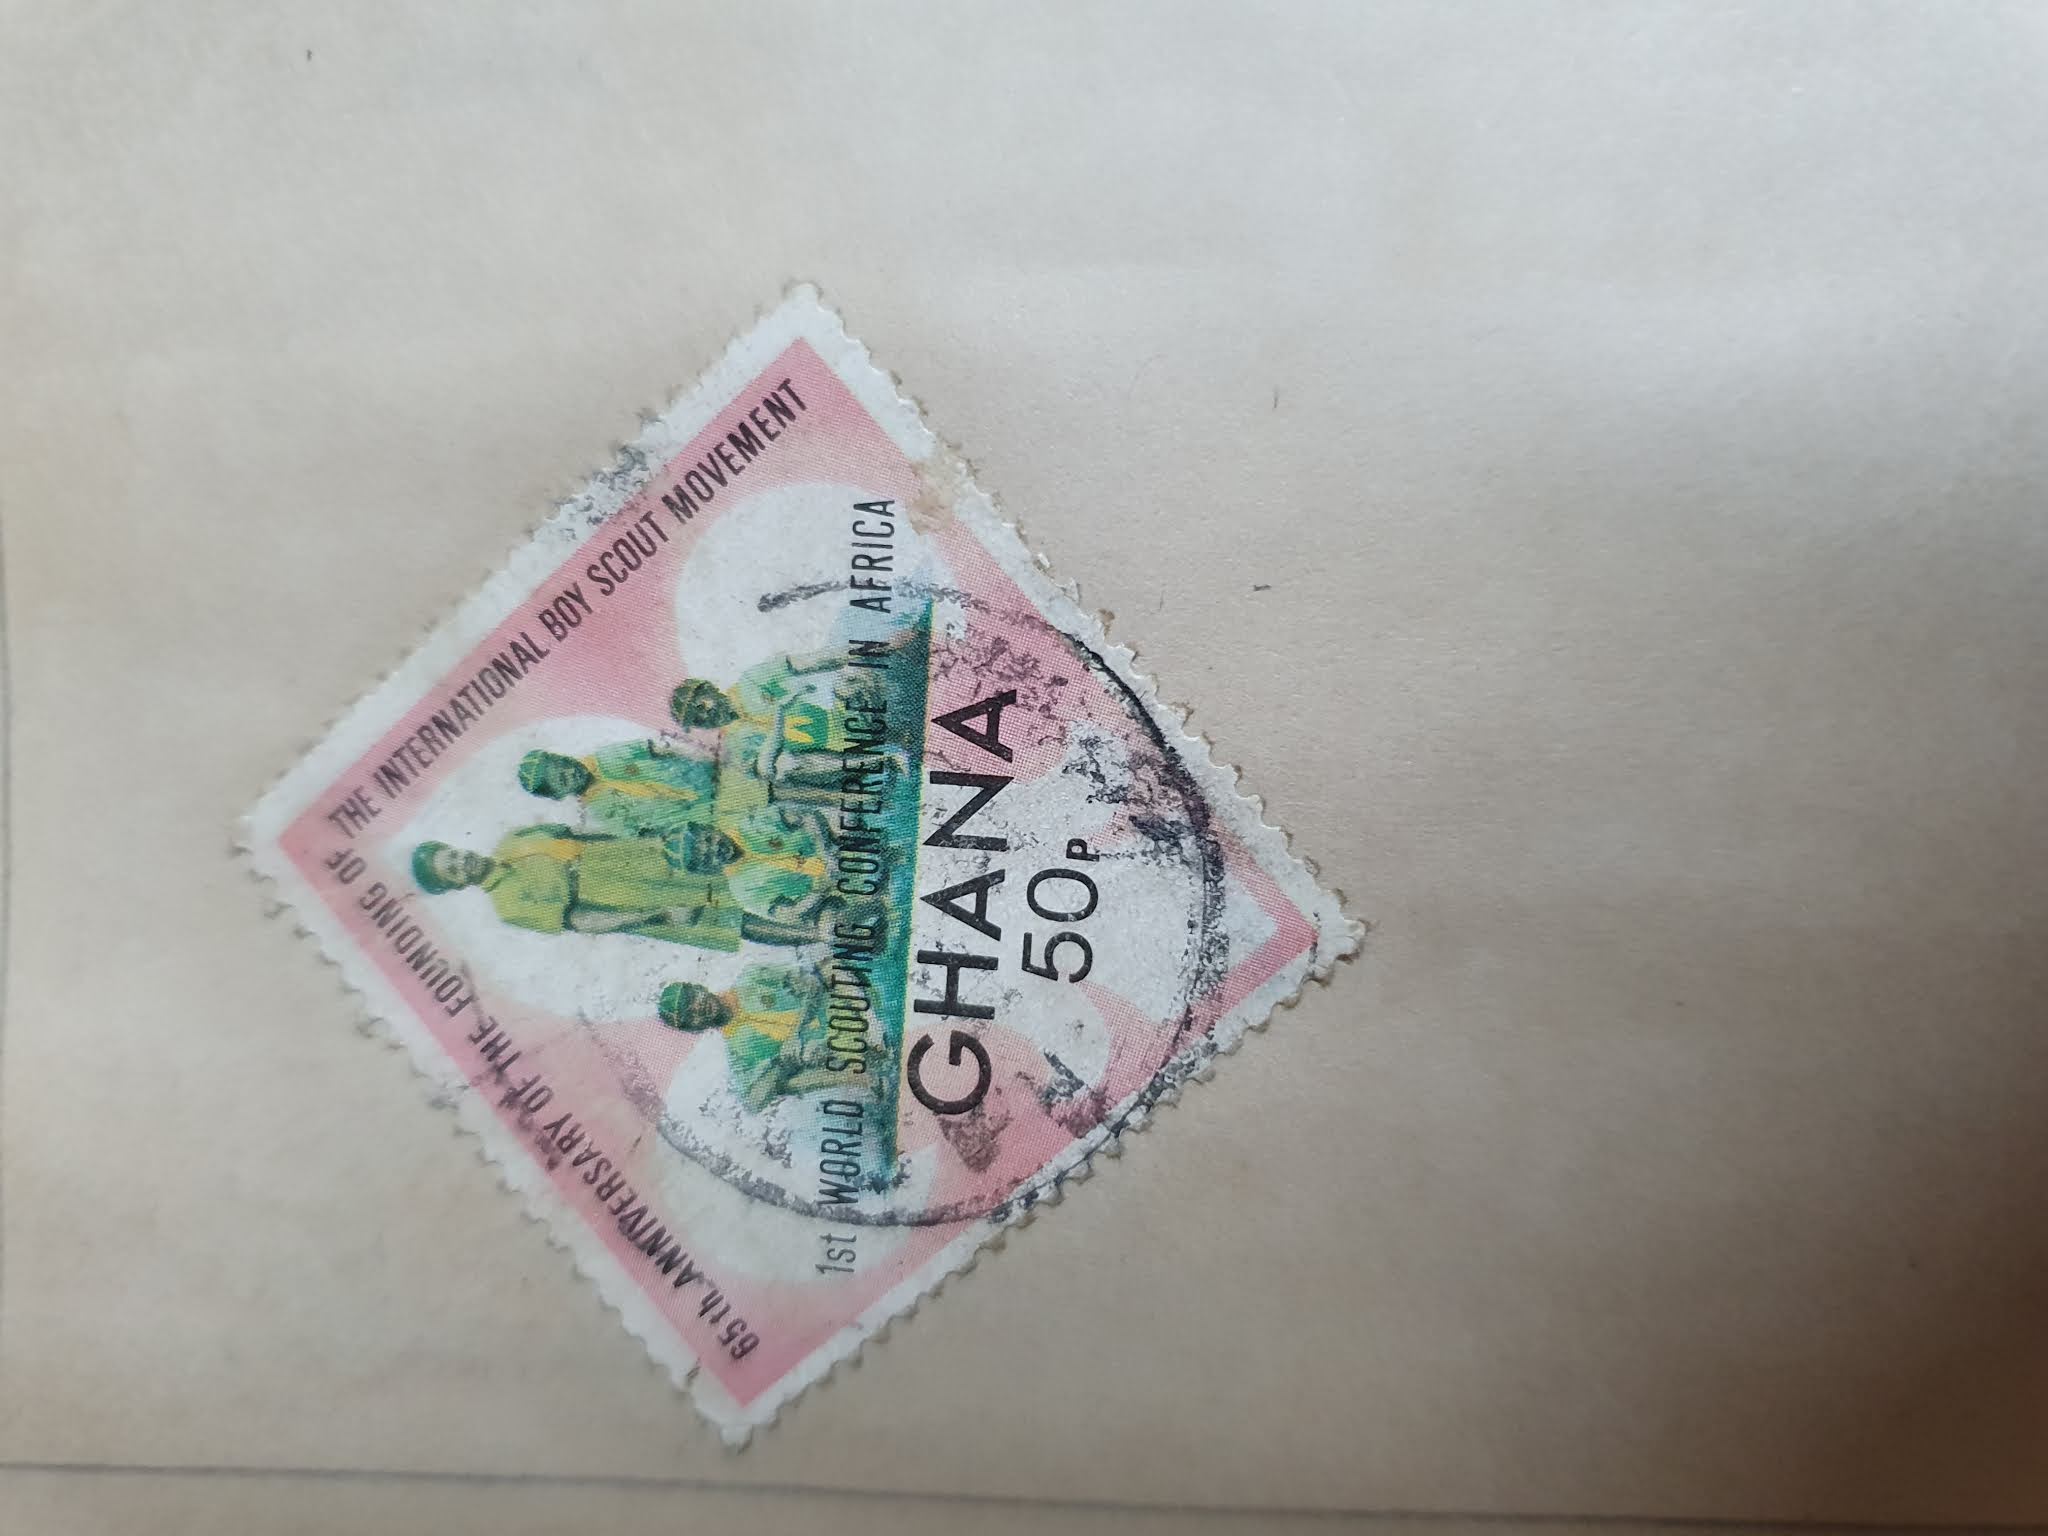 65th ANNIVERSARY OF THE FOUNDING OF
THE INTERNATIONAL BOY SCOUT MOVEMENT
1st WORLD SCOUTING CONFERENCE IN AFRICA
GHANA
50P